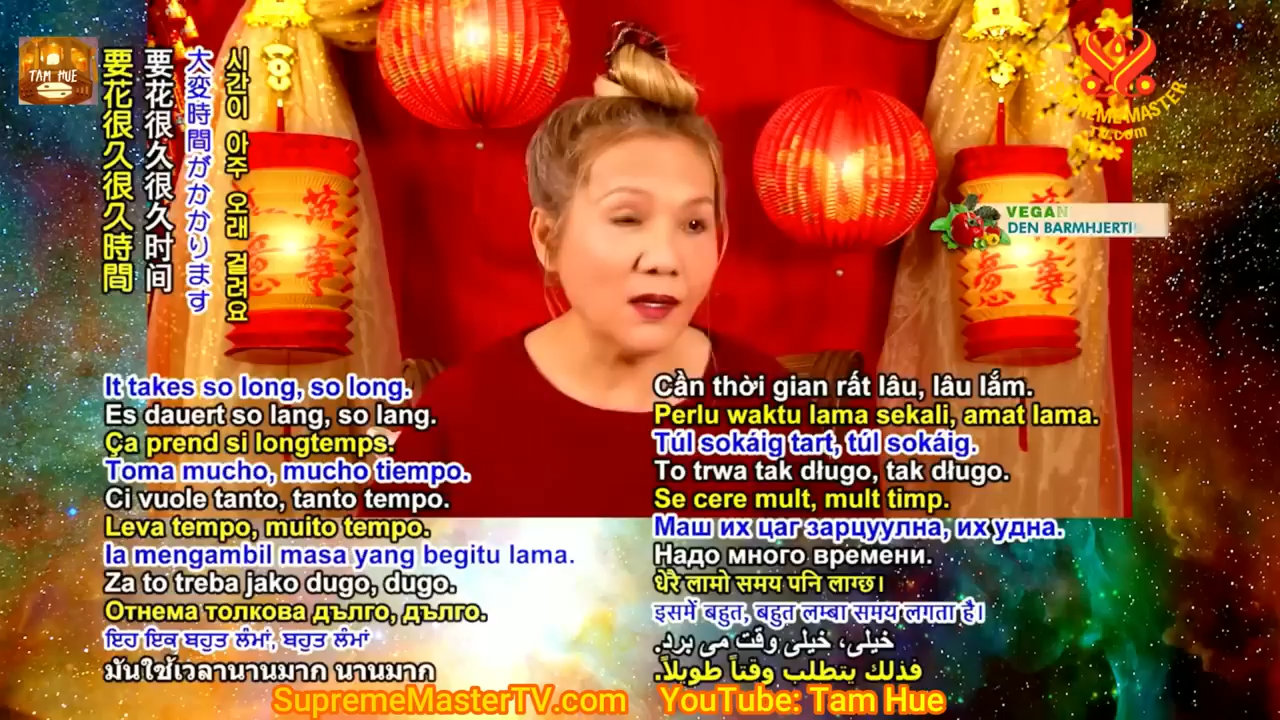 TAM HUE
要花很久很久時間
要花很久很久时间
大変時間がかかります
시간이 아주 오래 걸려요
SUPREME MASTER
TV.com
VEGAN
DEN BARMHJERTI
It takes so long, so long.
Es dauert so lang, so lang.
Ça prend si longtemps.
Toma mucho, mucho tiempo.
Ci vuole tanto, tanto tempo.
Leva tempo, muito tempo.
Ia mengambil masa yang begitu lama.
Za to treba jako dugo, dugo.
Отнема толкова дълго, дълго.
ਇਹ ਇਕ ਬਹੁਤ ਲੰਮਾਂ, ਬਹੁਤ ਲੰਮਾਂ
มันใช้เวลานานมาก นานมาก
Cần thời gian rất lâu, lâu lắm.
Perlu waktu lama sekali, amat lama.
Túl sokáig tart, túl sokáig.
To trwa tak długo, tak długo.
Se cere mult, mult timp.
Маш их цаг зарцуулна, их удна.
Надо много времени.
धेरै लामो समय पनि लाग्छ।
इसमें बहुत, बहुत लम्बा समय लगता है।
خیلی، خیلی وقت می برد.
فذلك يتطلب وقتاً طويلاً.
SupremeMasterTV.com YouTube: Tam Hue